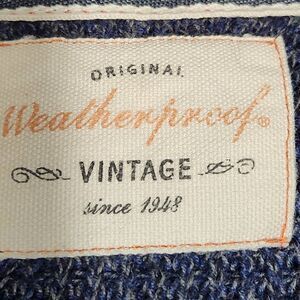 ORIGINAL
Weatherproof®
VINTAGE
since 1948